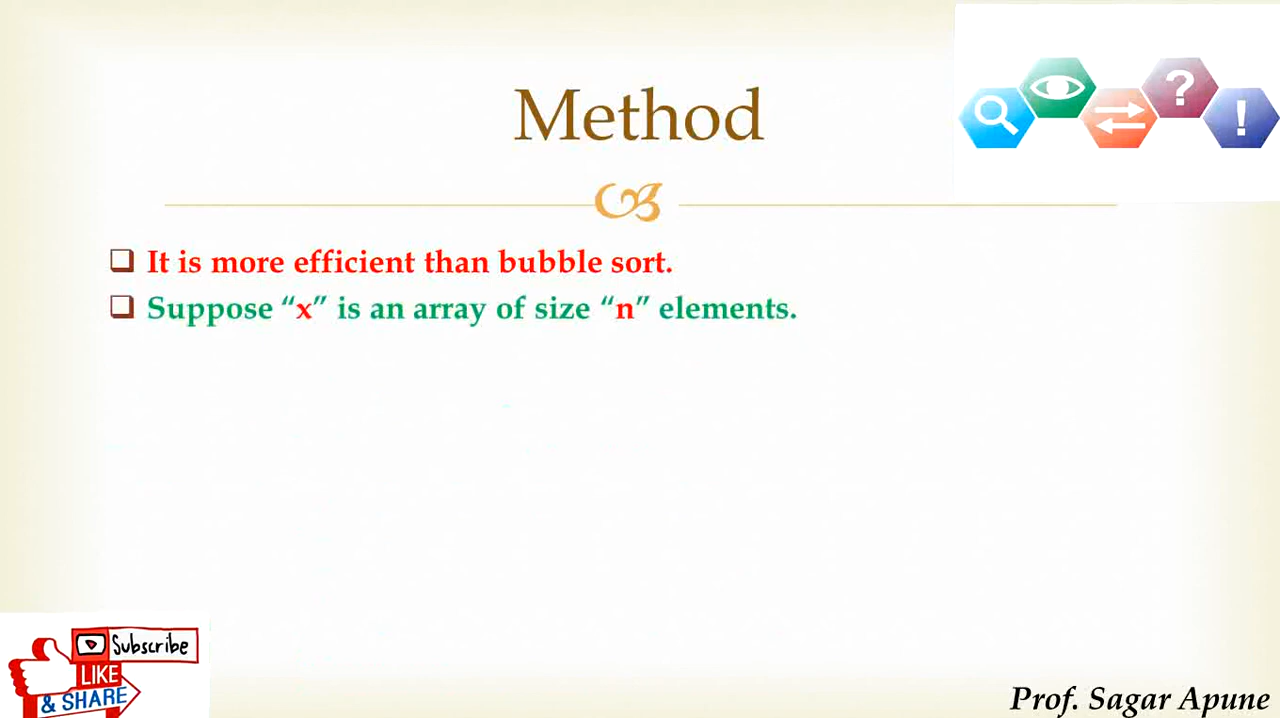 Method
It is more efficient than bubble sort.
Suppose “x” is an array of size “n” elements.
Subscribe
LIKE
& SHARE
Prof. Sagar Apune